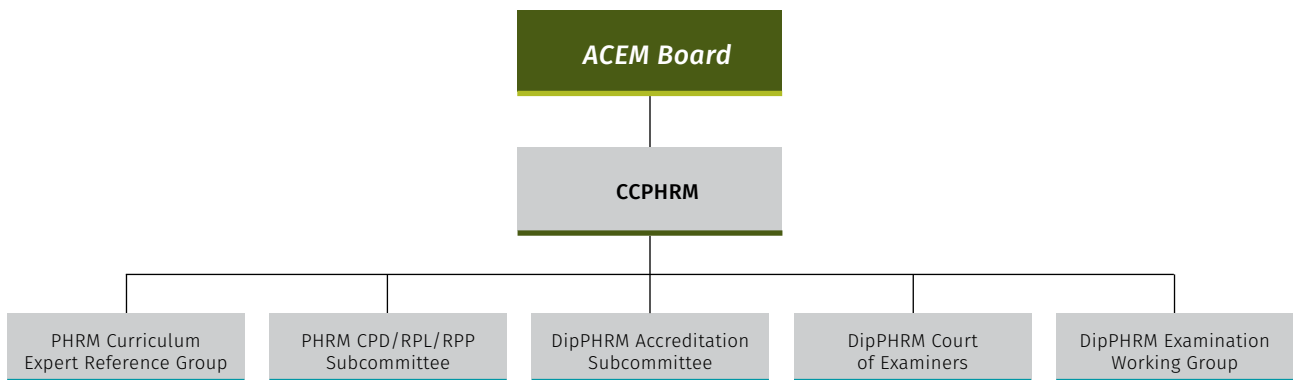 ACEM Board
CCPHRM
PHRM Curriculum
Expert Reference Group
PHRM CPD/RPL/RPP
Subcommittee
DipPHRM Accreditation
Subcommittee
DipPHRM Court
of Examiners
DipPHRM Examination
Working Group